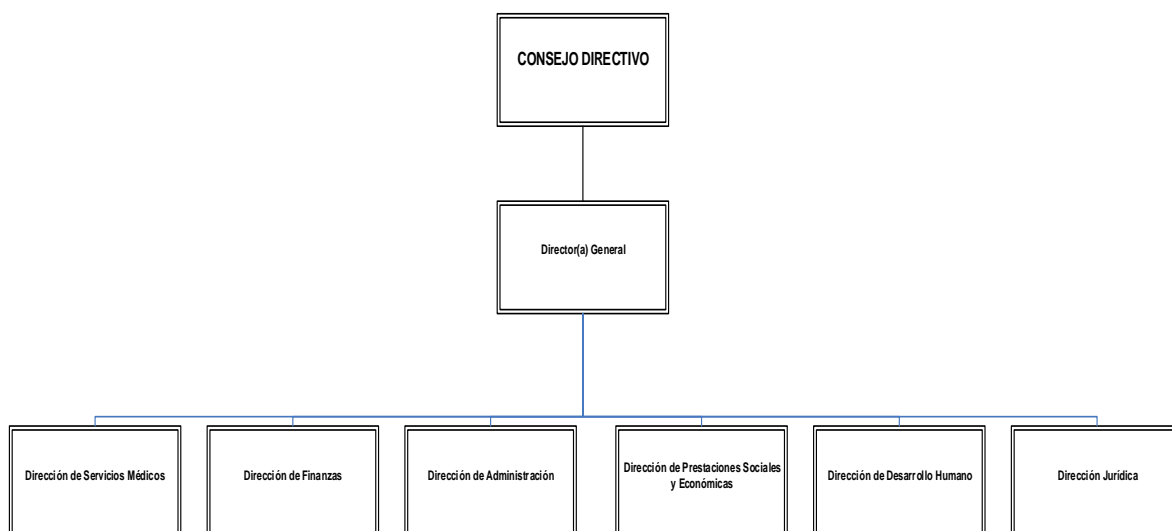 CONSEJO DIRECTIVO
Director(a) General
Dirección de Servicios Médicos
Dirección de Finanzas
Dirección de Administración
Dirección de Prestaciones Sociales
y Económicas
Dirección de Desarrollo Humano
Dirección Jurídica